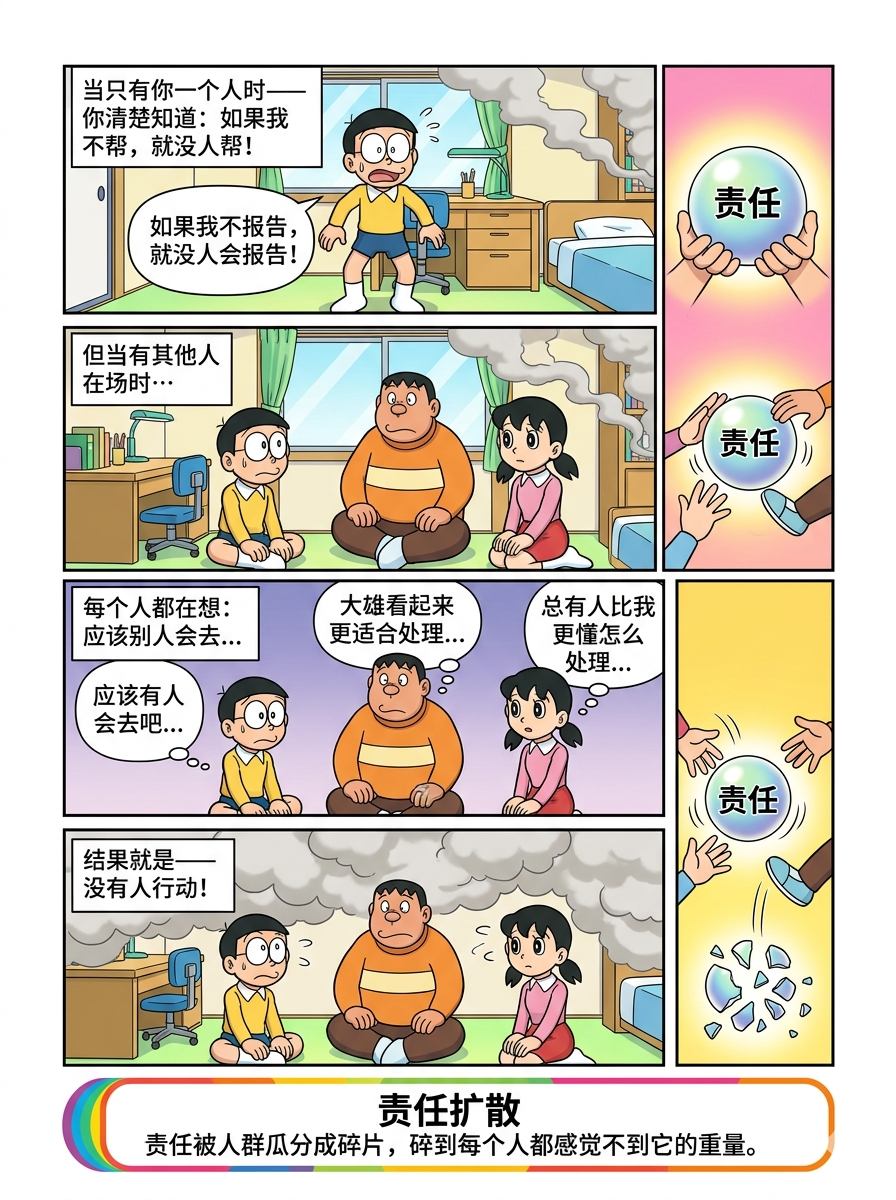 当只有你一个人时——
你清楚知道：如果我
不帮，就没人帮！
如果我不报告，
就没人会报告！
责任
但当有其他人
在场时…
责任
每个人都在想：
应该别人会去...
应该有人
会去吧...
大雄看起来
更适合处理...
总有人比我
更懂怎么
处理...
责任
结果就是——
没有人行动！
责任扩散
责任被人群瓜分成碎片，碎到每个人都感觉不到它的重量。